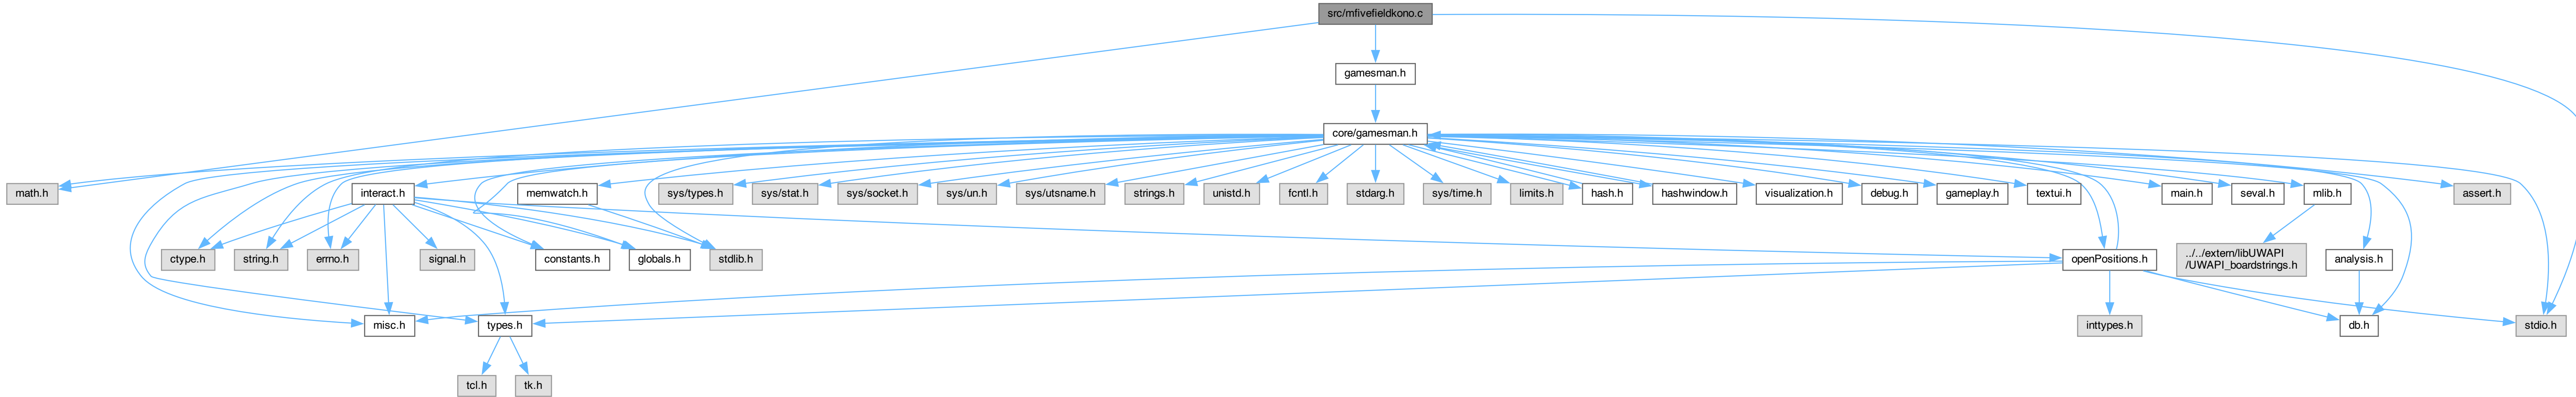 src/mfivefieldkono.c
gamesman.h
core/gamesman.h
math.h
interact.h
memwatch.h
sys/types.h
sys/stat.h
sys/socket.h
sys/un.h
sys/utsname.h
strings.h
unistd.h
fcntl.h
stdarg.h
sys/time.h
limits.h
hash.h
hashwindow.h
visualization.h
debug.h
gameplay.h
textui.h
main.h
seval.h
mlib.h
assert.h
ctype.h
string.h
errno.h
signal.h
constants.h
globals.h
stdlib.h
openPositions.h
../../extern/libUWAPI
/UWAPI_boardstrings.h
analysis.h
misc.h
types.h
inttypes.h
db.h
stdio.h
tcl.h
tk.h